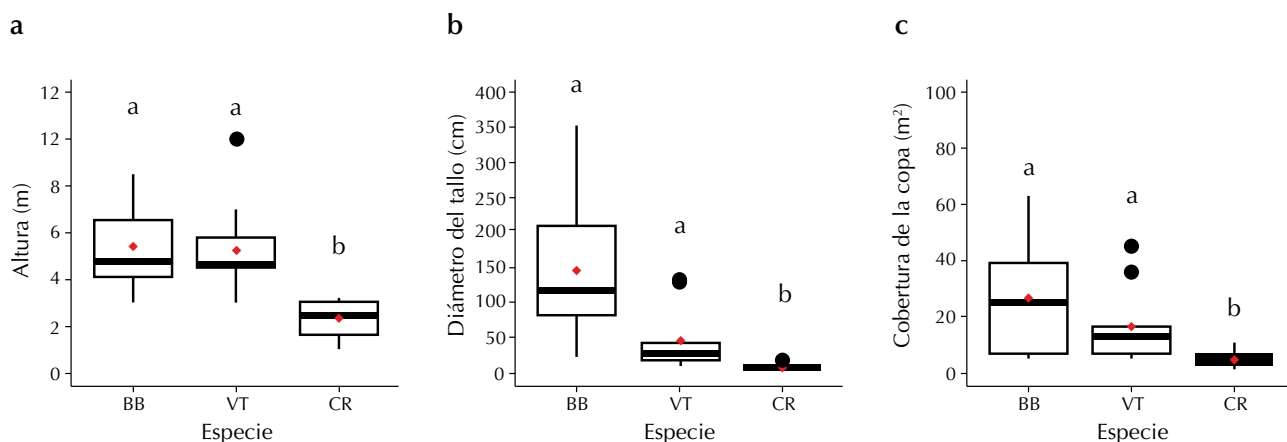 a
Altura (m)
12
12
8
6
4
2
0
a
a
b
BB
VT
CR
Especie
b
Diámetro del tallo (cm)
400
350
300
250
200
150
100
50
0
a
a
b
BB
VT
CR
Especie
c
Cobertura de la copa (m²)
100
80
60
40
20
0
a
a
b
BB
VT
CR
Especie